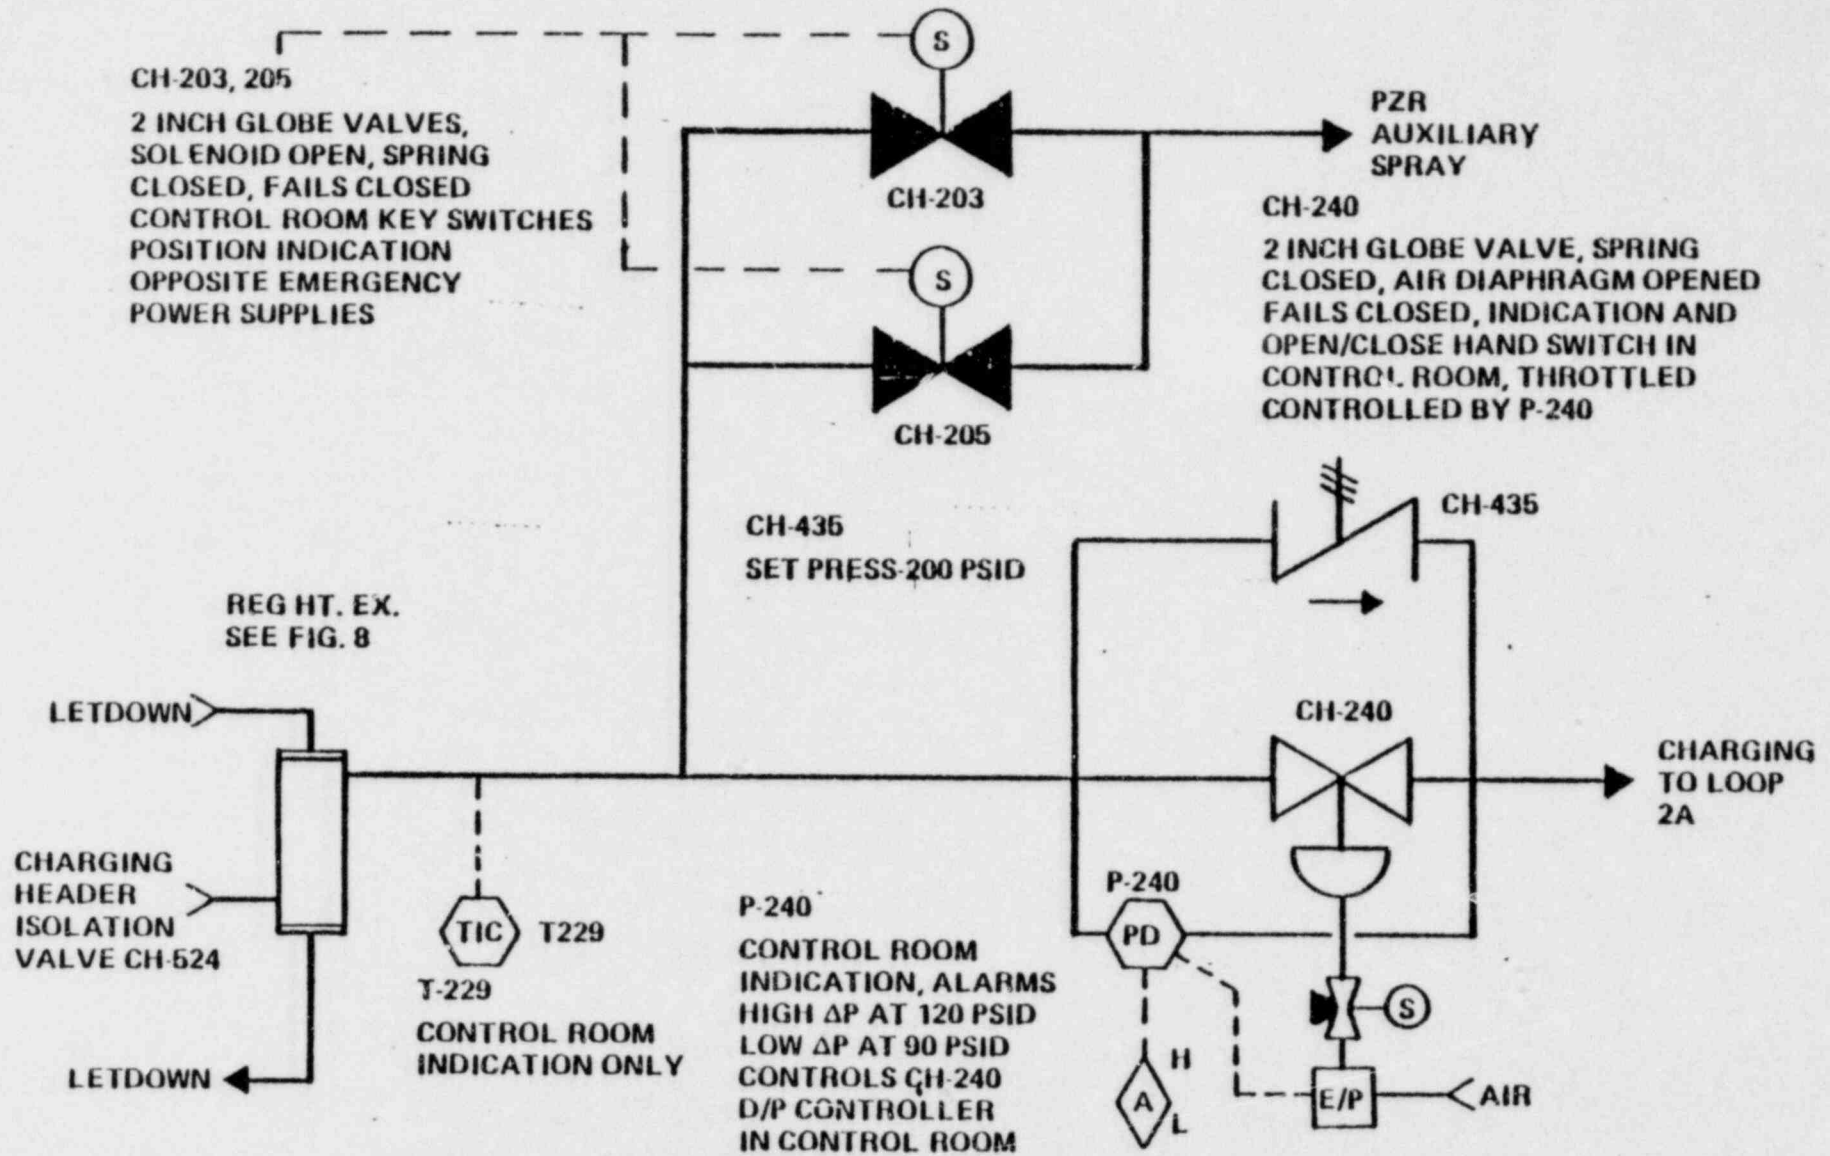 S
CH-203, 205
2 INCH GLOBE VALVES,
SOLENOID OPEN, SPRING
CLOSED, FAILS CLOSED
CONTROL ROOM KEY SWITCHES
POSITION INDICATION
OPPOSITE EMERGENCY
POWER SUPPLIES
CH-203
S
CH-205
PZR
AUXILIARY
SPRAY
CH-240
2 INCH GLOBE VALVE, SPRING
CLOSED, AIR DIAPHRAGM OPENED
FAILS CLOSED, INDICATION AND
OPEN/CLOSE HAND SWITCH IN
CONTROL ROOM, THROTTLED
CONTROLLED BY P-240
CH-435
SET PRESS-200 PSID
CH-435
REG HT. EX.
SEE FIG. 8
LETDOWN
CH-240
CHARGING
TO LOOP
2A
CHARGING
HEADER
ISOLATION
VALVE CH-524
TIC T229
T-229
CONTROL ROOM
INDICATION ONLY
LETDOWN
P-240
CONTROL ROOM
INDICATION, ALARMS
HIGH ΔP AT 120 PSID
LOW ΔP AT 90 PSID
CONTROLS CH-240
D/P CONTROLLER
IN CONTROL ROOM
P-240
PD
S
H
A
L
E/P
AIR